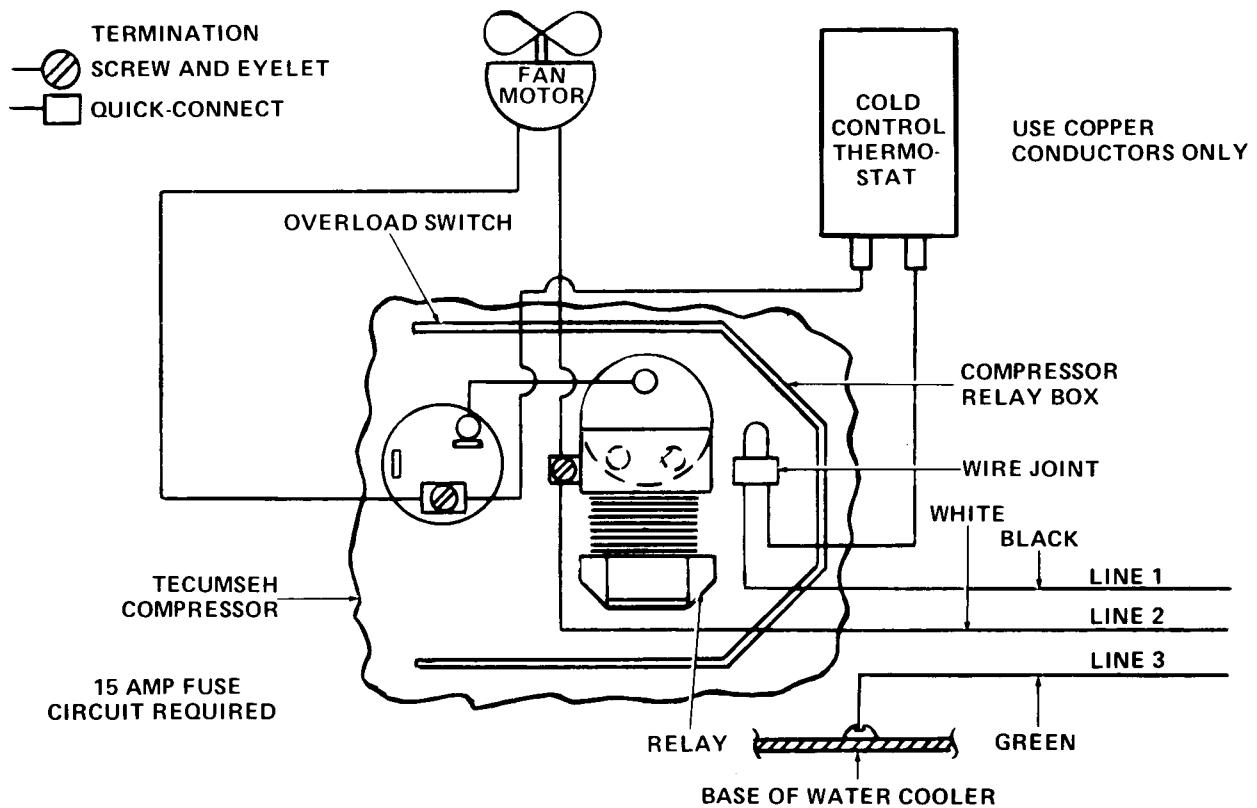 TERMINATION
SCREW AND EYELET
QUICK-CONNECT
FAN
MOTOR
COLD
CONTROL
THERMO-
STAT
USE COPPER
CONDUCTORS ONLY
OVERLOAD SWITCH
COMPRESSOR
RELAY BOX
WIRE JOINT
WHITE
BLACK
LINE 1
LINE 2
LINE 3
TECUMSEH
COMPRESSOR
15 AMP FUSE
CIRCUIT REQUIRED
RELAY
GREEN
BASE OF WATER COOLER